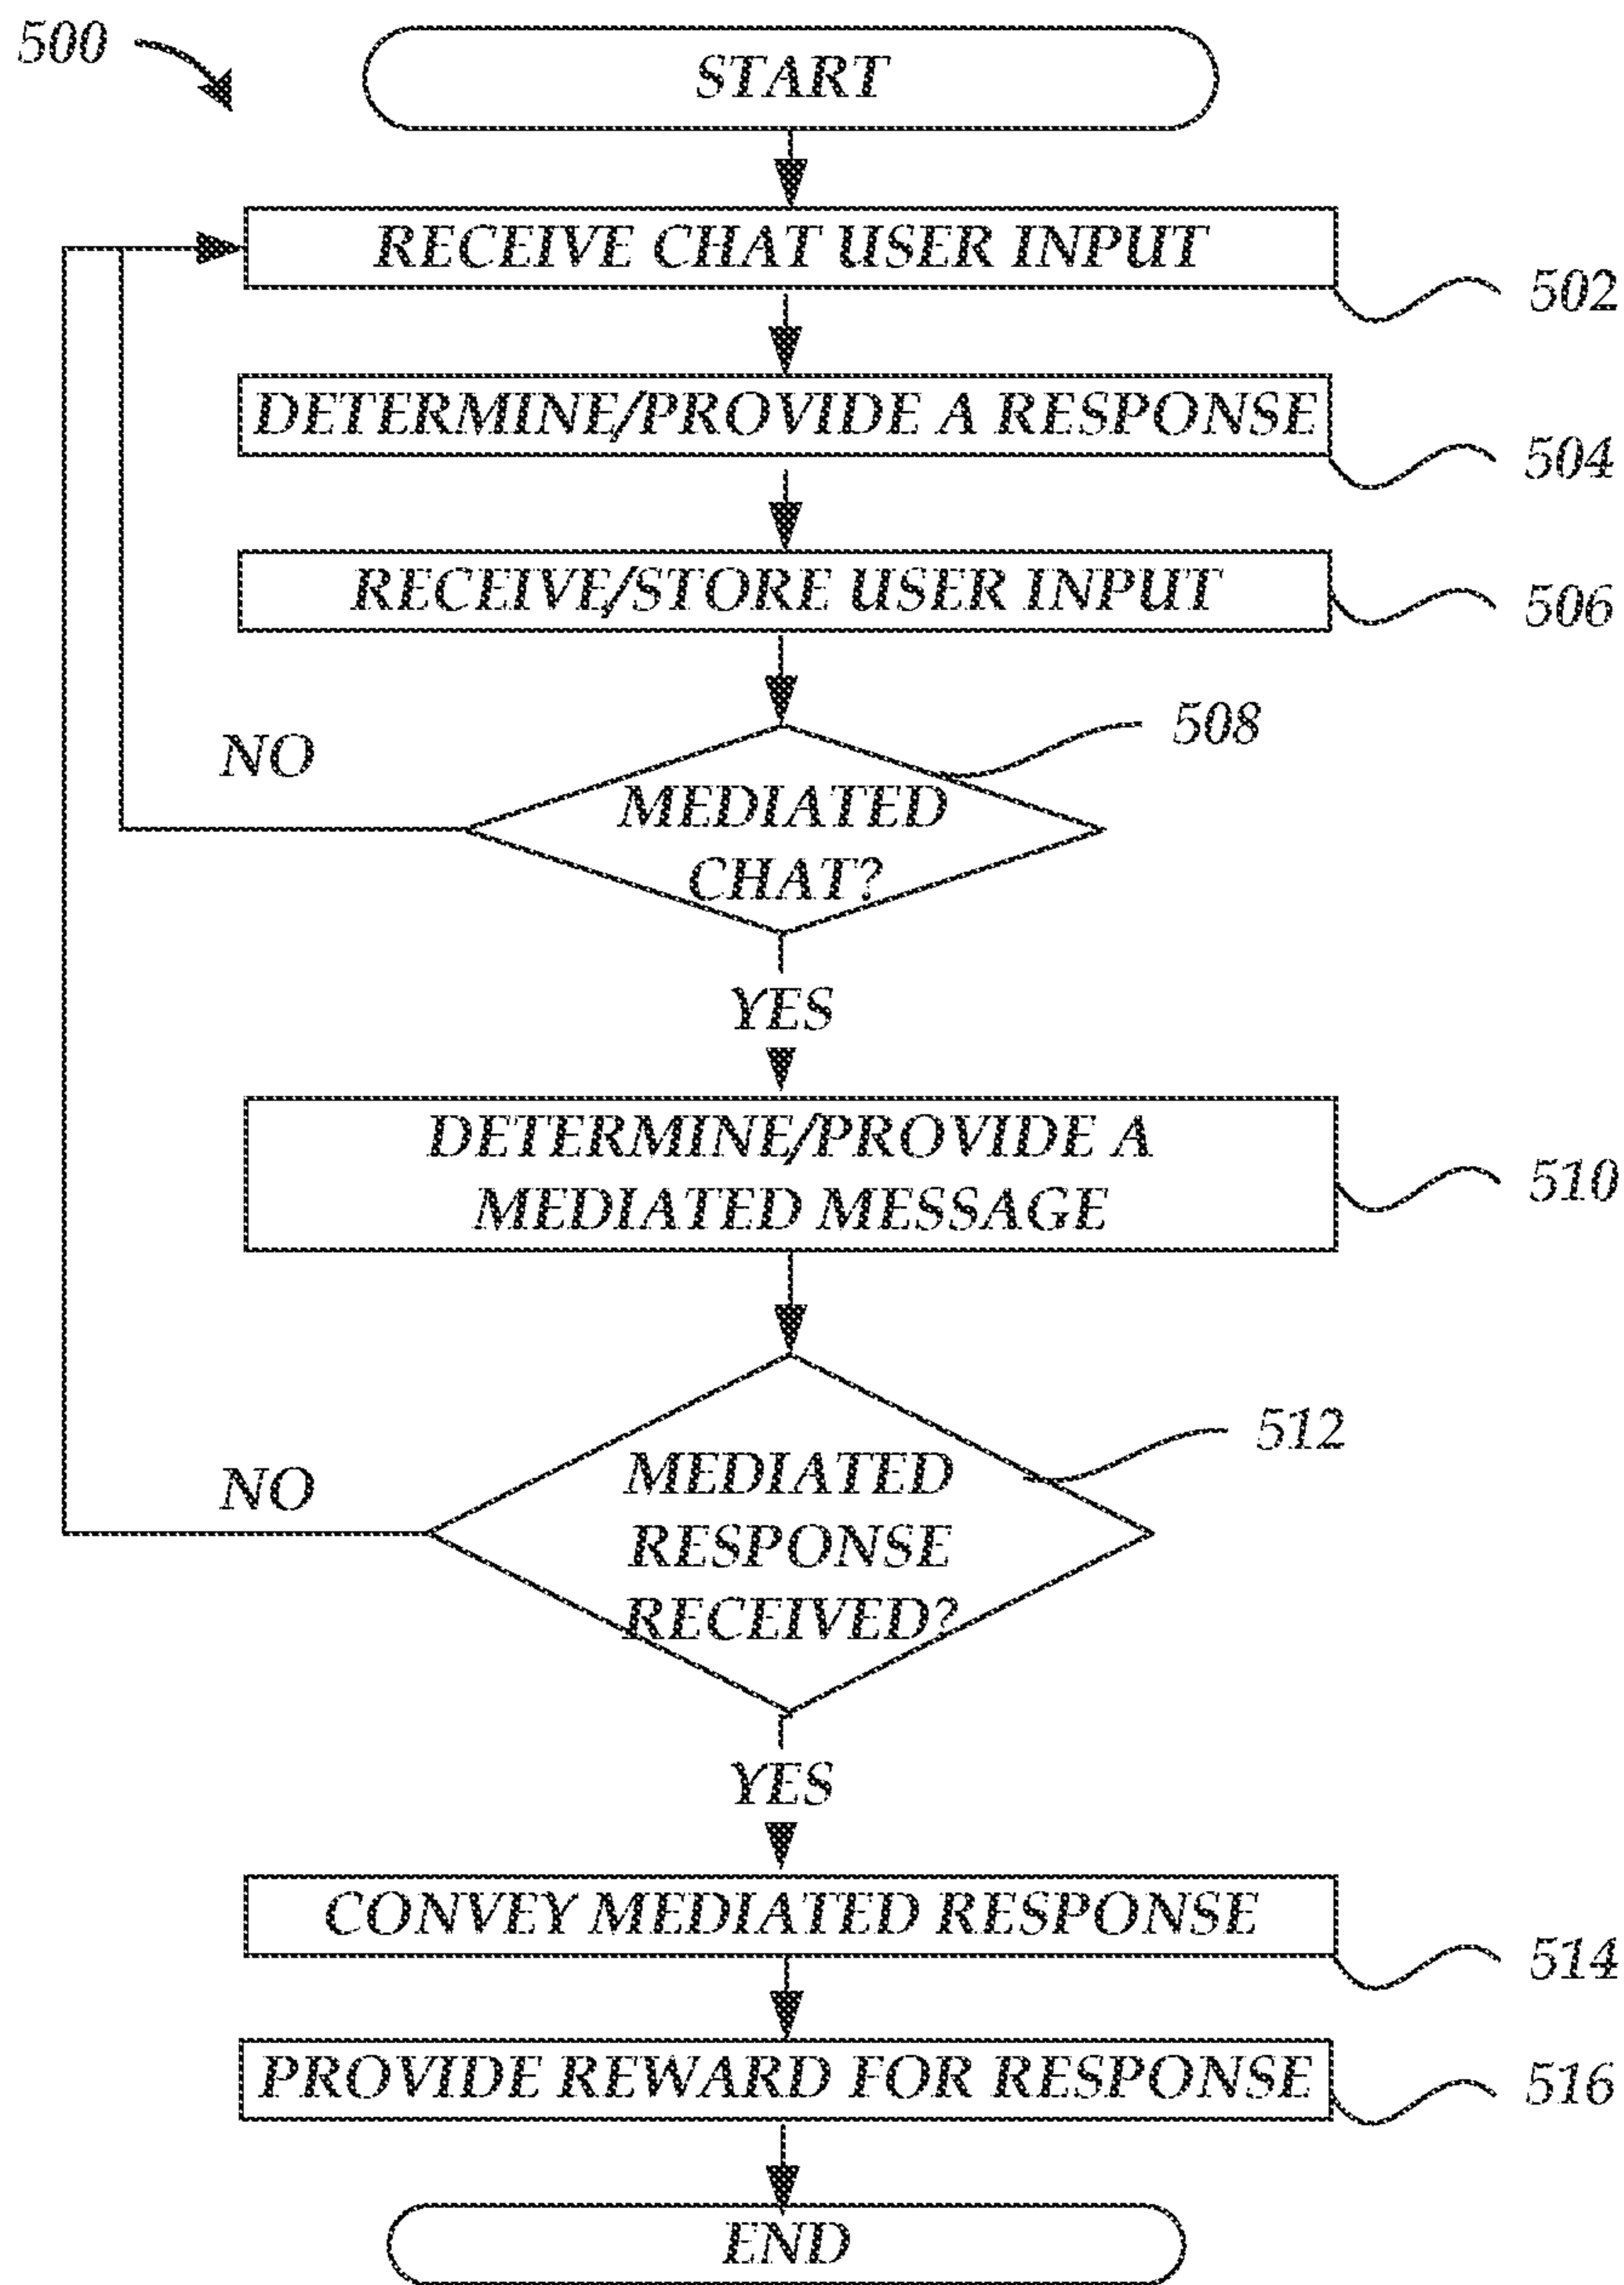 500
START
RECEIVE CHAT USER INPUT
502
DETERMINE/PROVIDE A RESPONSE
504
RECEIVE/STORE USER INPUT
506
508
NO
MEDIATED
CHAT?
YES
DETERMINE/PROVIDE A
MEDIATED MESSAGE
510
512
NO
MEDIATED
RESPONSE
RECEIVED?
YES
CONVEY MEDIATED RESPONSE
514
PROVIDE REWARD FOR RESPONSE
516
END